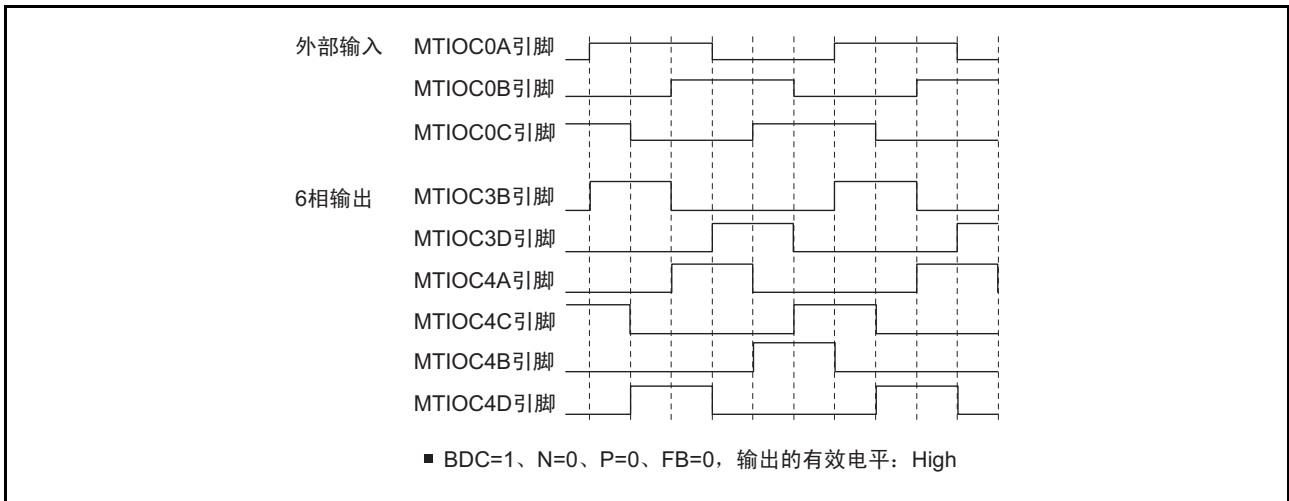 外部输入 MTIOC0A引脚
MTIOC0B引脚
MTIOC0C引脚
6相输出 MTIOC3B引脚
MTIOC3D引脚
MTIOC4A引脚
MTIOC4C引脚
MTIOC4B引脚
MTIOC4D引脚
■ BDC=1、N=0、P=0、FB=0，输出的有效电平：High